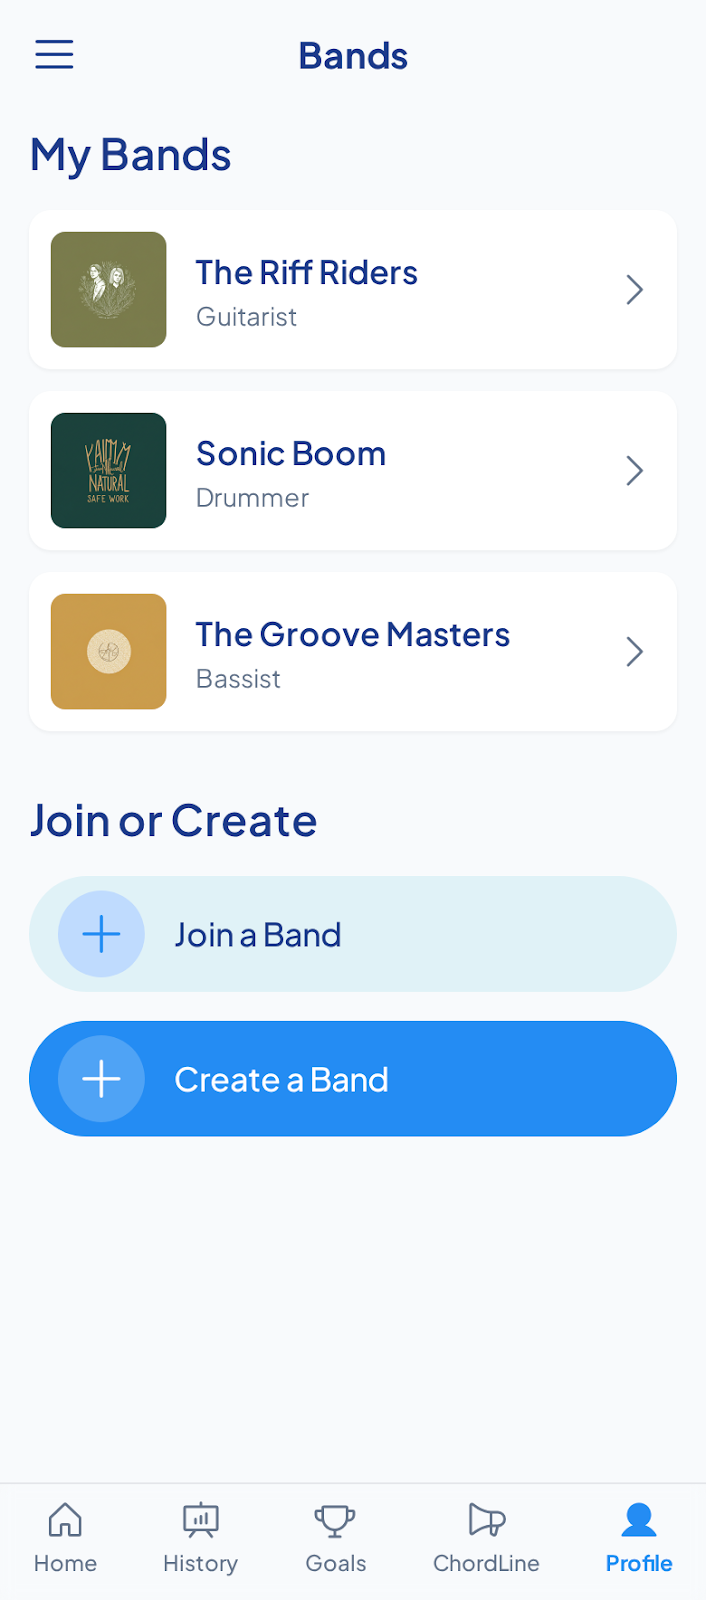 Bands
My Bands
The Riff Riders
Guitarist
NATURAL
SAFE WORK
Sonic Boom
Drummer
The Groove Masters
Bassist
Join or Create
Join a Band
Create a Band
Home
History
Goals
ChordLine
Profile